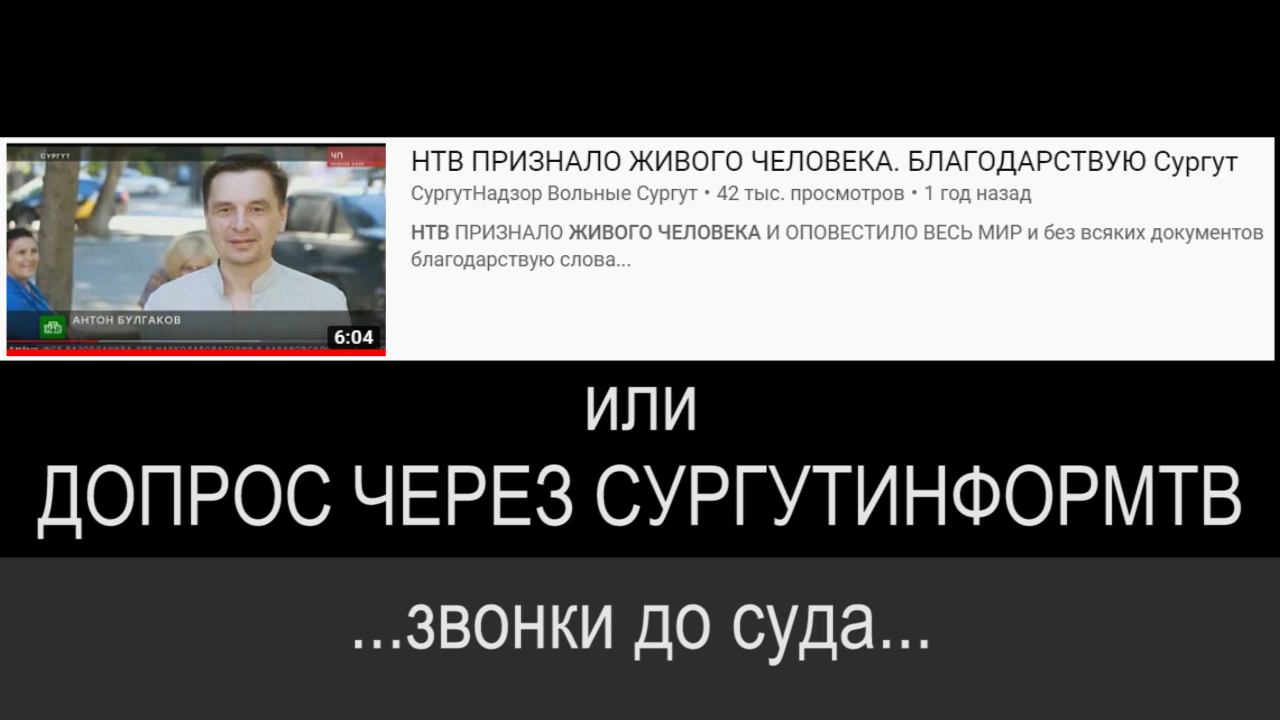 СУРГУТ
ЧП
НТВ ПРИЗНАЛО ЖИВОГО ЧЕЛОВЕКА. БЛАГОДАРСТВУЮ Сургут
СургутНадзор Вольные Сургут • 42 тыс. просмотров • 1 год назад
НТВ ПРИЗНАЛО ЖИВОГО ЧЕЛОВЕКА И ОПОВЕСТИЛО ВЕСЬ МИР и без всяких документов
благодарствую слова...
АНТОН БУЛГАКОВ
НТВ
6:04
или
ДОПРОС ЧЕРЕЗ СУРГУТИНФОРМТВ
...звонки до суда...